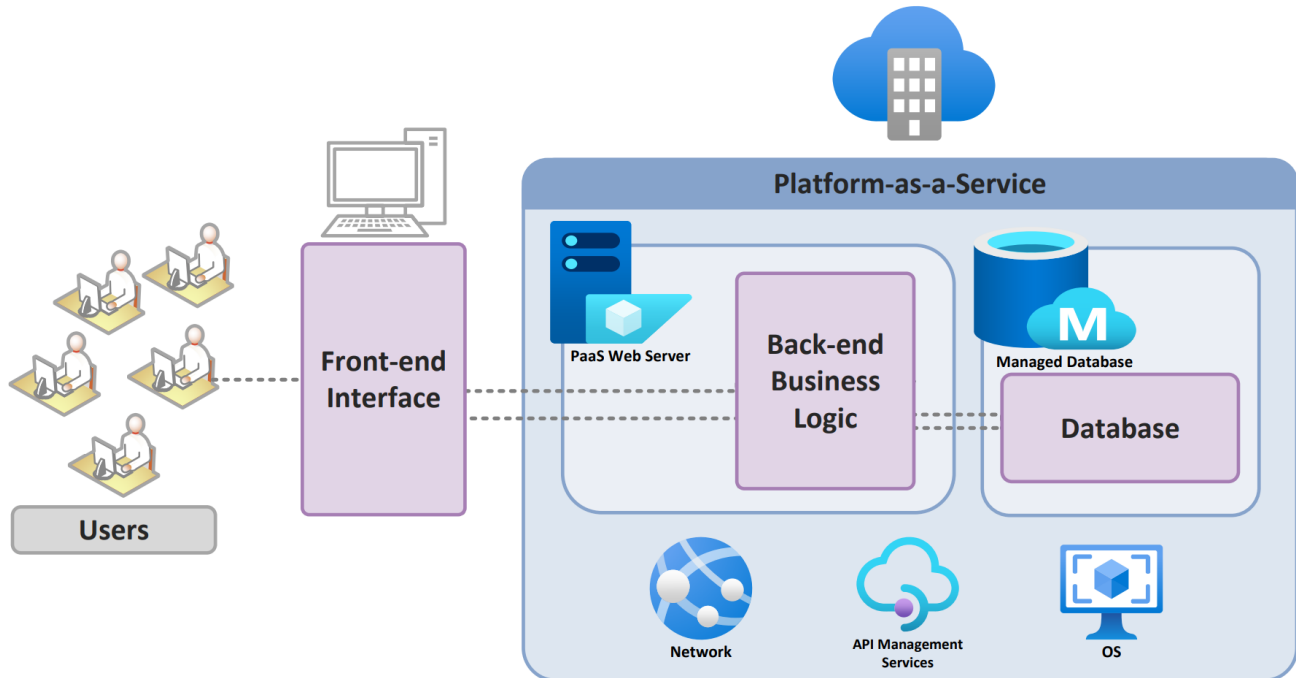 Platform-as-a-Service
PaaS Web Server
Managed Database
M
Front-end
Interface
Back-end
Business
Logic
Database
Users
Network
API Management
Services
OS